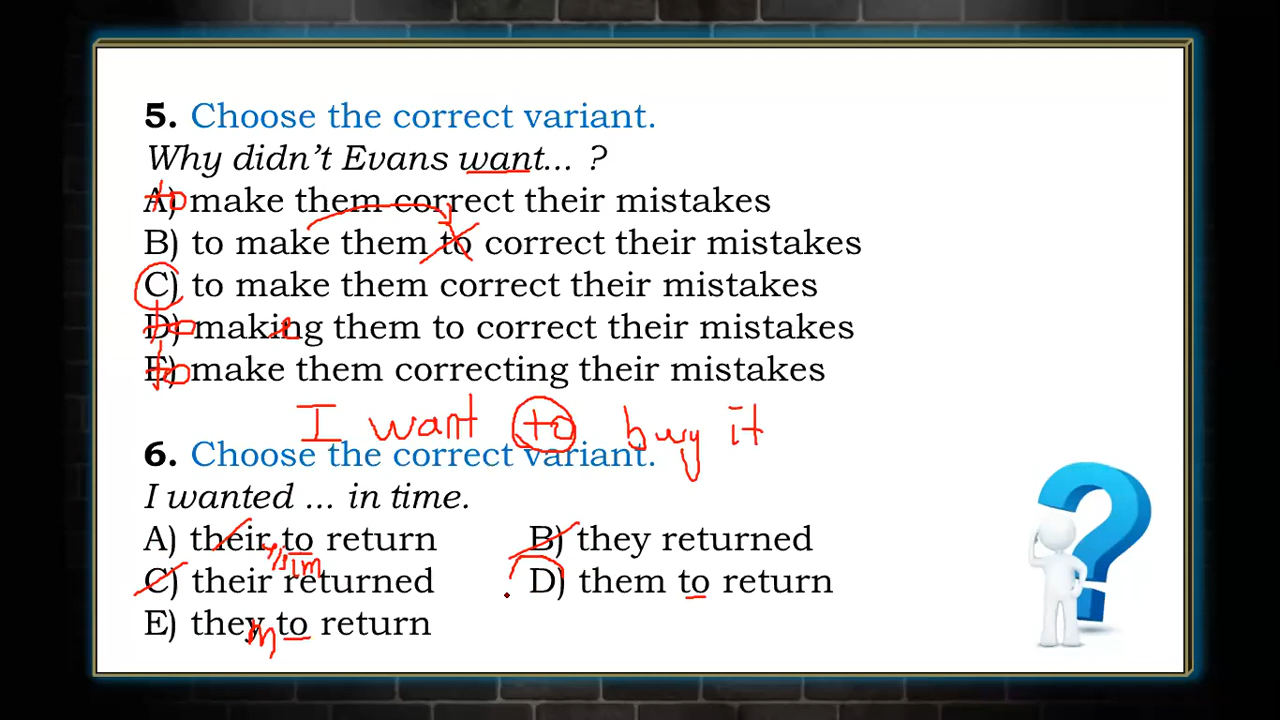 5. Choose the correct variant.
Why didn't Evans want... ?
A) make them correct their mistakes
to
B) to make them to correct their mistakes
C) to make them correct their mistakes
D) making them to correct their mistakes
to e
E) make them correcting their mistakes
to
I want to buy it
6. Choose the correct variant.
I wanted ... in time.
A) their to return
B) they returned
C) their returned
D) them to return
E) they to return
m